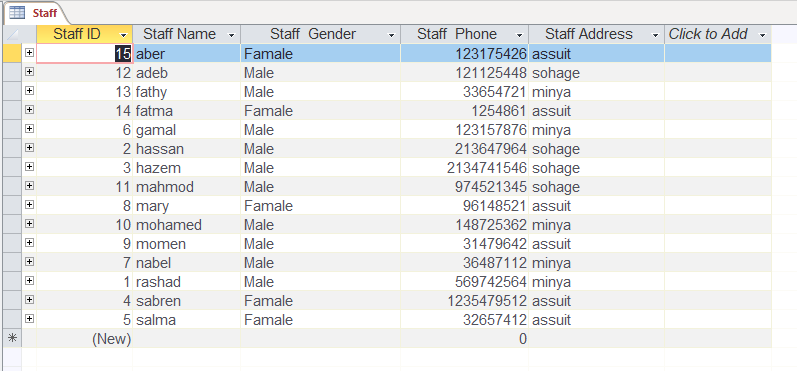 Staff
Staff ID Staff Name Staff Gender Staff Phone Staff Address Click to Add
15 aber Famale 123175426 assuit
12 adeb Male 121125448 sohage
13 fathy Male 33654721 minya
14 fatma Famale 1254861 assuit
6 gamal Male 123157876 minya
2 hassan Male 213647964 sohage
3 hazem Male 2134741546 sohage
11 mahmod Male 974521345 sohage
8 mary Famale 96148521 assuit
10 mohamed Male 148725362 minya
9 momen Male 31479642 assuit
7 nabel Male 36487112 minya
1 rashad Male 569742564 minya
4 sabren Famale 1235479512 assuit
5 salma Famale 32657412 assuit
(New) 0